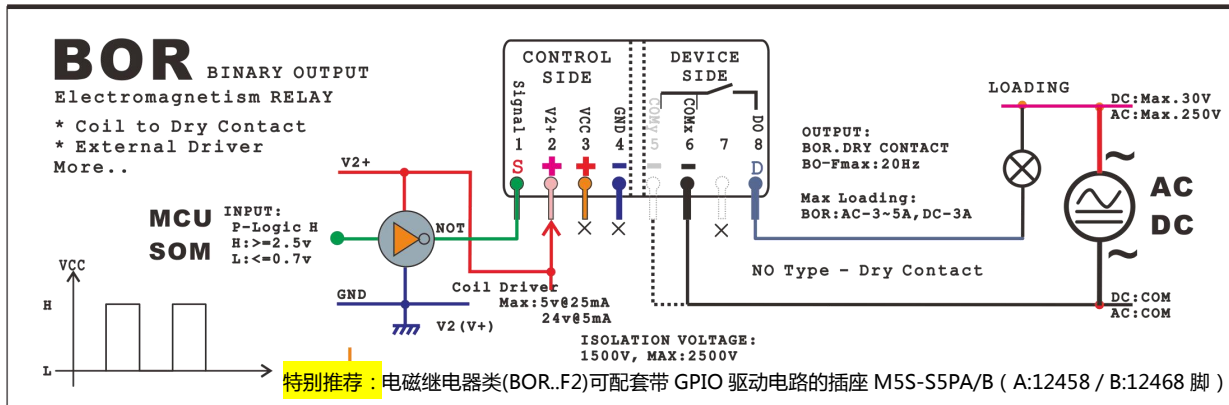 BOR BINARY OUTPUT
Electromagnetism RELAY
* Coil to Dry Contact
* External Driver
More..
CONTROL SIDE
DEVICE SIDE
Signal V2+ VCC GND COMy COMx DO
1 2 3 4 5 6 7 8
S D
V2+
MCU
SOM
INPUT:
P-Logic H
H:>=2.5v
L:<=0.7v
NOT
VCC
H
L
GND
V2(V+)
Coil Driver
Max:5v@25mA
24v@5mA
OUTPUT:
BOR.DRY CONTACT
BO-Fmax:20Hz
Max Loading:
BOR:AC-3~5A,DC-3A
LOADING
DC:Max.30V
AC:Max.250V
AC
DC
NO Type - Dry Contact
DC:COM
AC:COM
ISOLATION VOLTAGE:
1500V, MAX:2500V
特别推荐：电磁继电器类(BOR..F2)可配套带 GPIO 驱动电路的插座 M5S-S5PA/B（A:12458 / B:12468 脚）